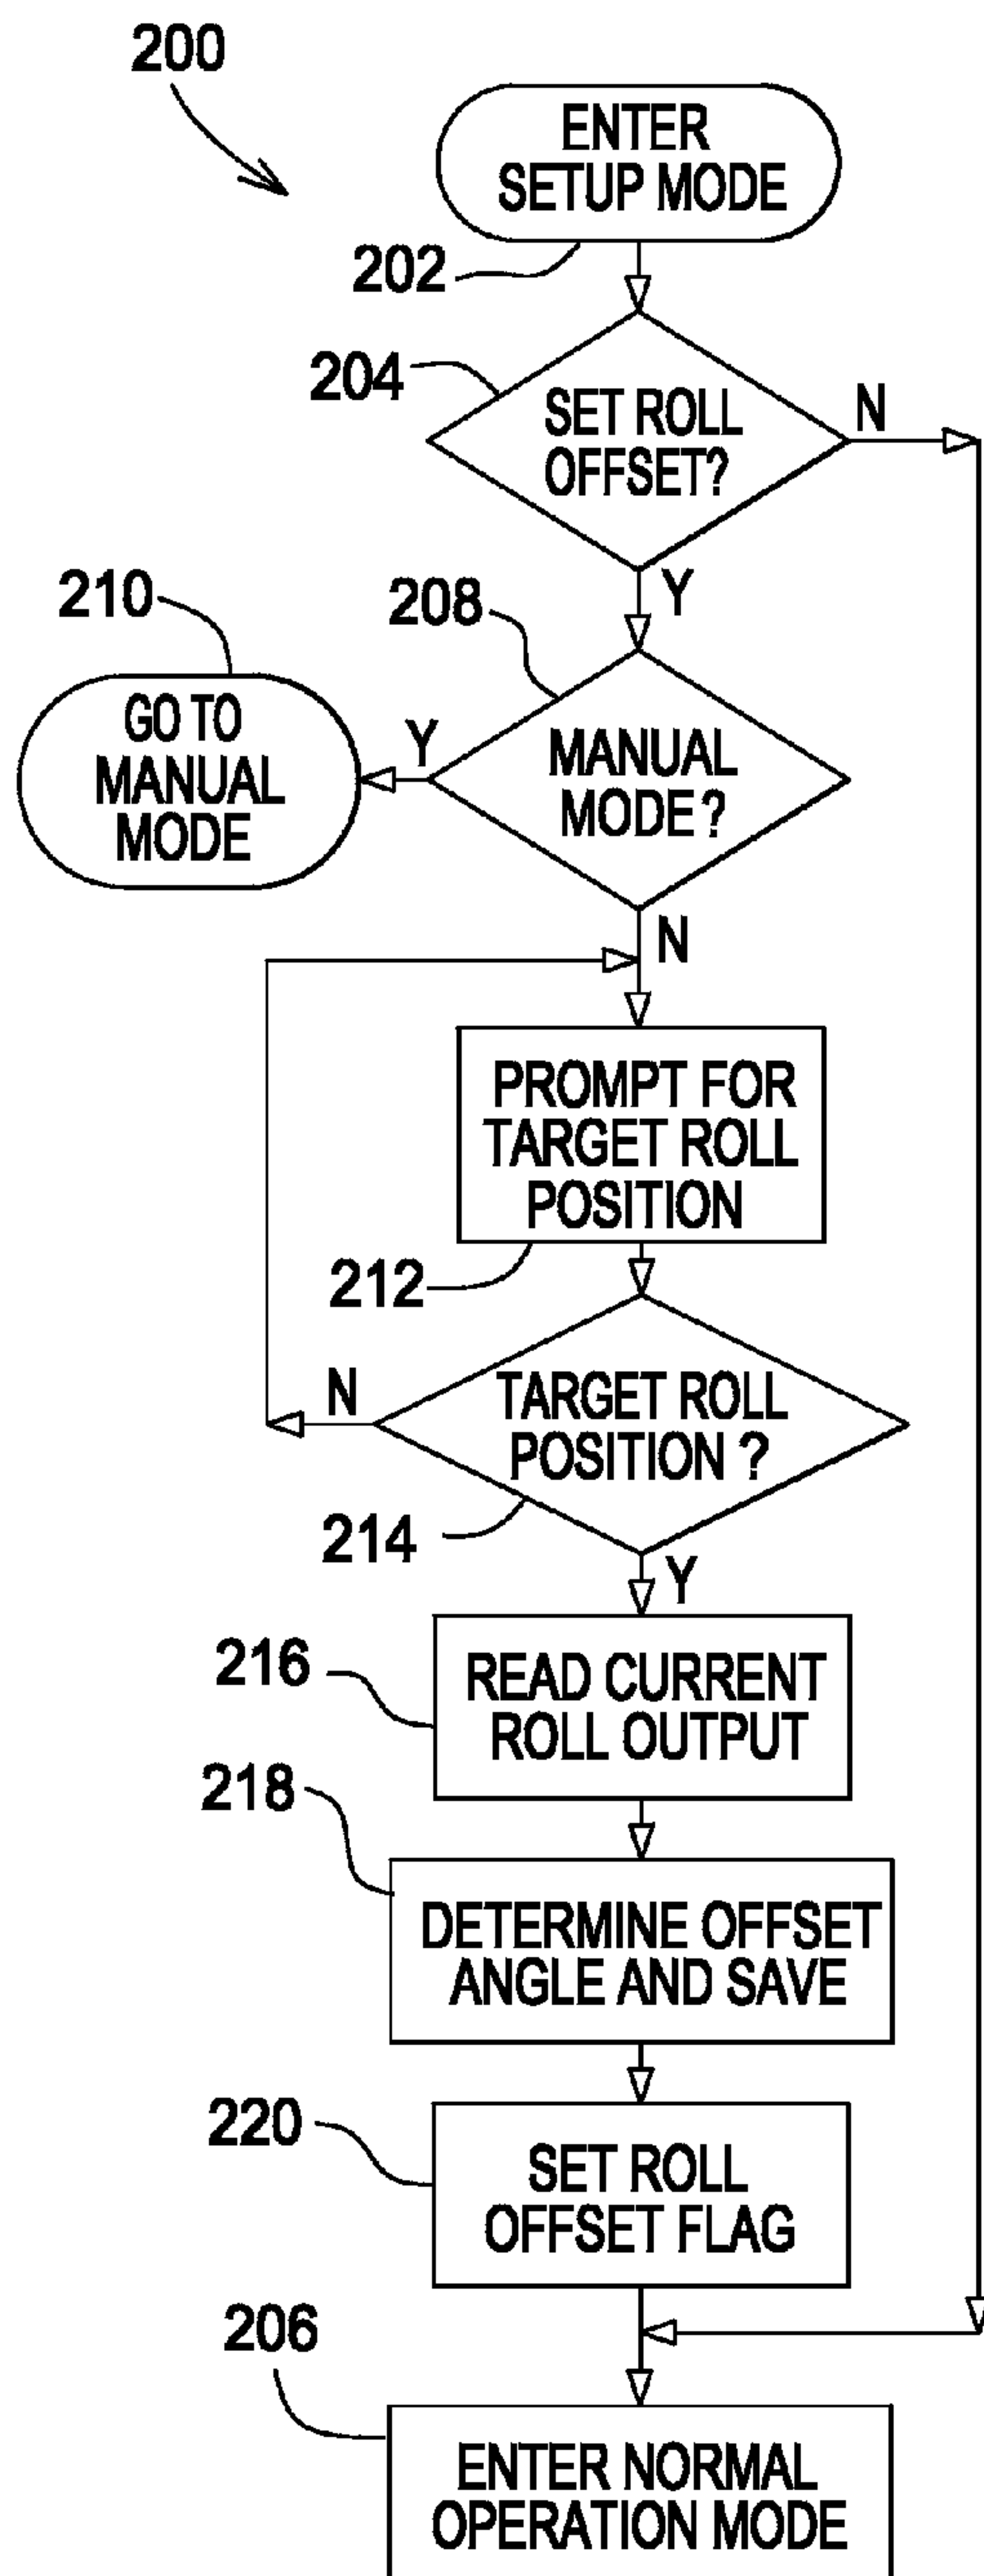 200
ENTER
SETUP MODE
202
204
SET ROLL
OFFSET?
N
Y
208
210
GO TO
MANUAL
MODE
Y
MANUAL
MODE?
N
PROMPT FOR
TARGET ROLL
POSITION
212
N
TARGET ROLL
POSITION ?
214
Y
216
READ CURRENT
ROLL OUTPUT
218
DETERMINE OFFSET
ANGLE AND SAVE
220
SET ROLL
OFFSET FLAG
206
ENTER NORMAL
OPERATION MODE